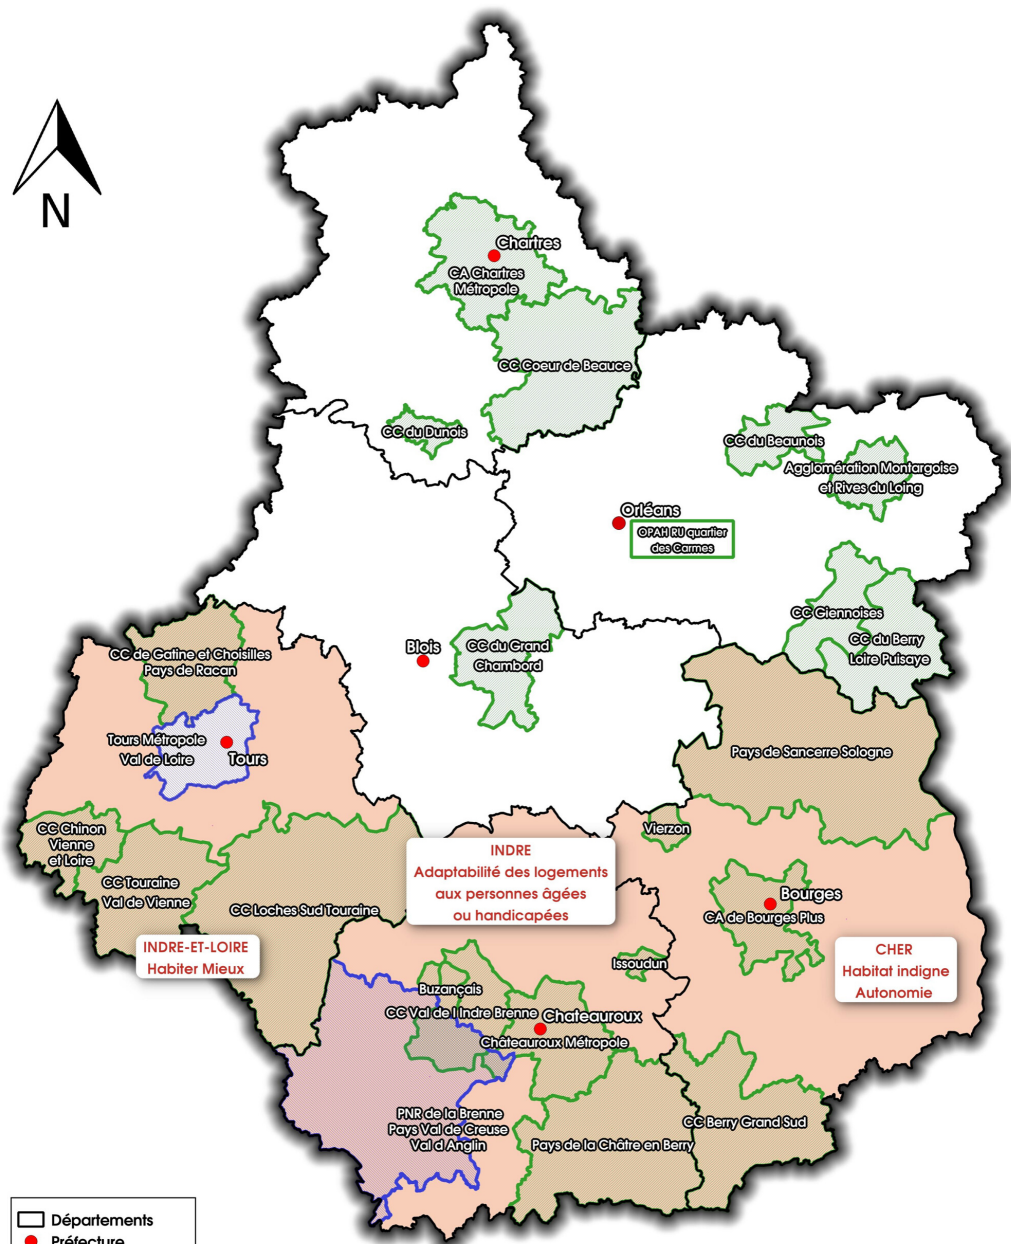 N
Chartres
CA Chartres
Métropole
CC Coeur de Beauce
CC du Dunois
CC du Beaunois
Agglomération Montargoise
et Rives du Loing
Orléans
OPAH RU quartier
des Carmes
CC Giennoises
CC du Berry
Loire Puisaye
Blois
CC du Grand
Chambord
CC de Gatine et Choisilles
Pays de Racan
Tours Métropole
Val de Loire
Tours
Pays de Sancerre Sologne
CC Chinon
Vienne
et Loire
Vierzon
CC Touraine
Val de Vienne
CC Loches Sud Touraine
INDRE
Adaptabilité des logements
aux personnes âgées
ou handicapées
Bourges
CA de Bourges Plus
INDRE-ET-LOIRE
Habiter Mieux
CHER
Habitat indigne
Autonomie
Issoudun
Buzançais
CC Val de l Indre Brenne
Chateauroux
Châteauroux Métropole
PNR de la Brenne
Pays Val de Creuse
Val d Anglin
Pays de la Châtre en Berry
CC Berry Grand Sud
Départements
Préfecture